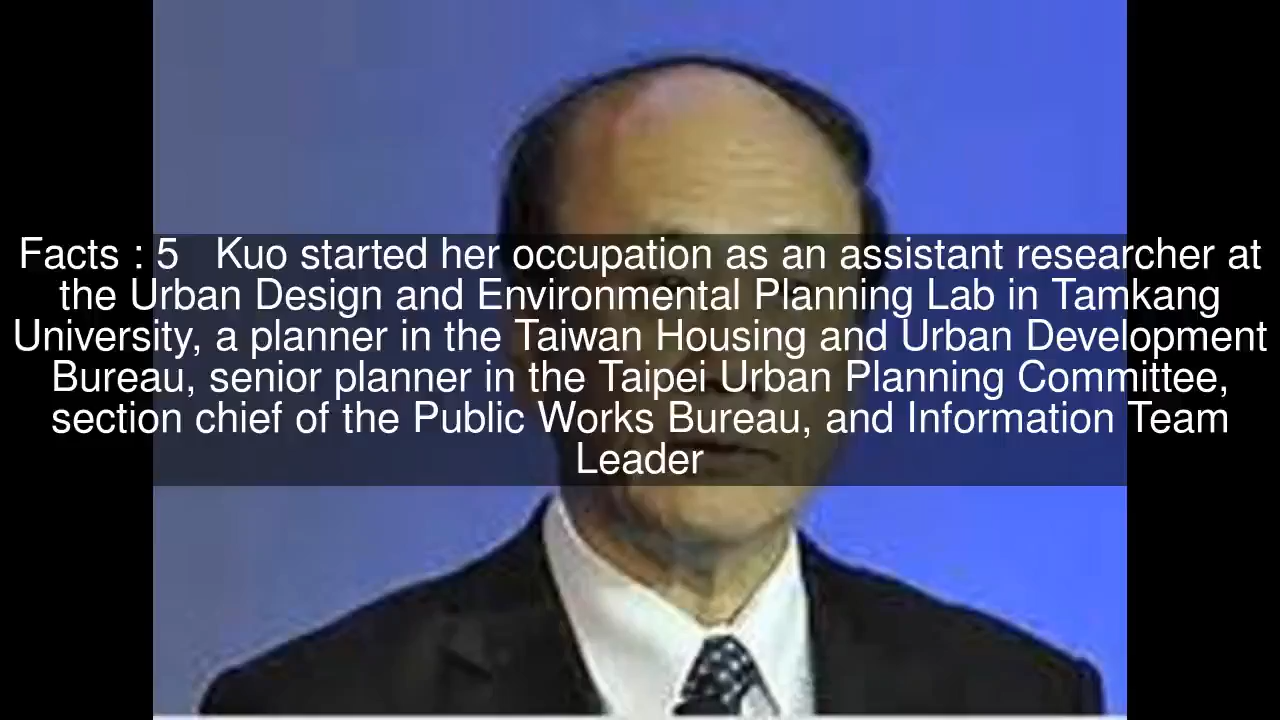 Facts : 5   Kuo started her occupation as an assistant researcher at
the Urban Design and Environmental Planning Lab in Tamkang
University, a planner in the Taiwan Housing and Urban Development
Bureau, senior planner in the Taipei Urban Planning Committee,
section chief of the Public Works Bureau, and Information Team
Leader